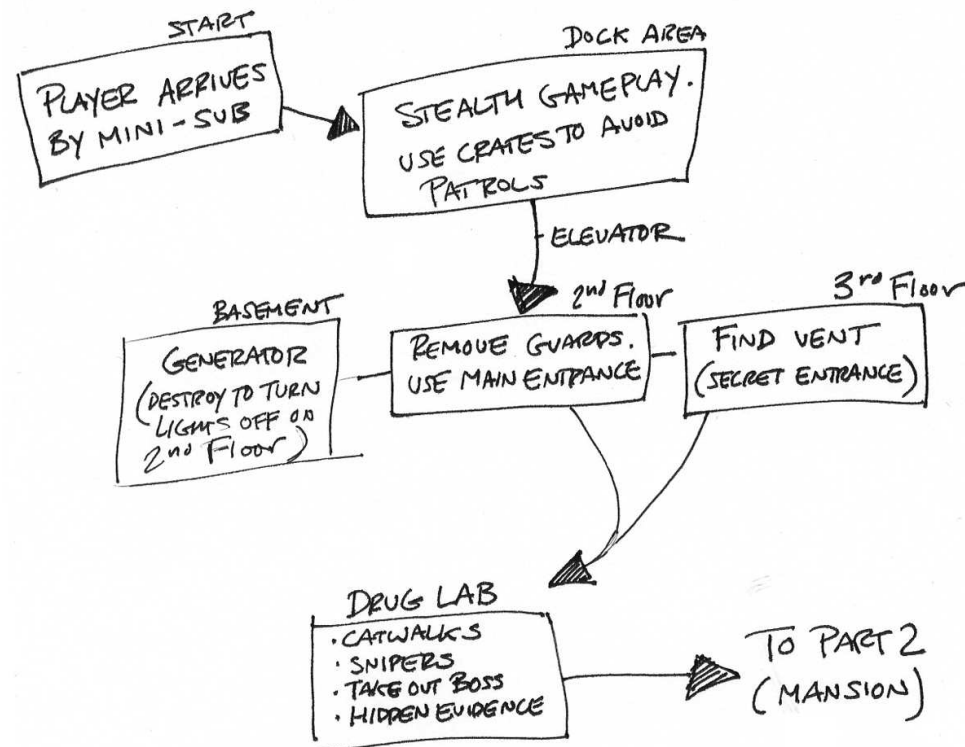 START
PLAYER ARRIVES
BY MINI-SUB
DOCK AREA
STEALTH GAMEPLAY.
USE CRATES TO AVOID
PATROLS
ELEVATOR
BASEMENT
GENERATOR
(DESTROY TO TURN
LIGHTS OFF ON
2nd Floor)
2nd Floor
REMOVE GUARDS.
USE MAIN ENTRANCE
3rd Floor
FIND VENT
(SECRET ENTRANCE)
DRUG LAB
• CATWALKS
• SNIPERS
• TAKE OUT BOSS
• HIDDEN EVIDENCE
TO PART 2
(MANSION)